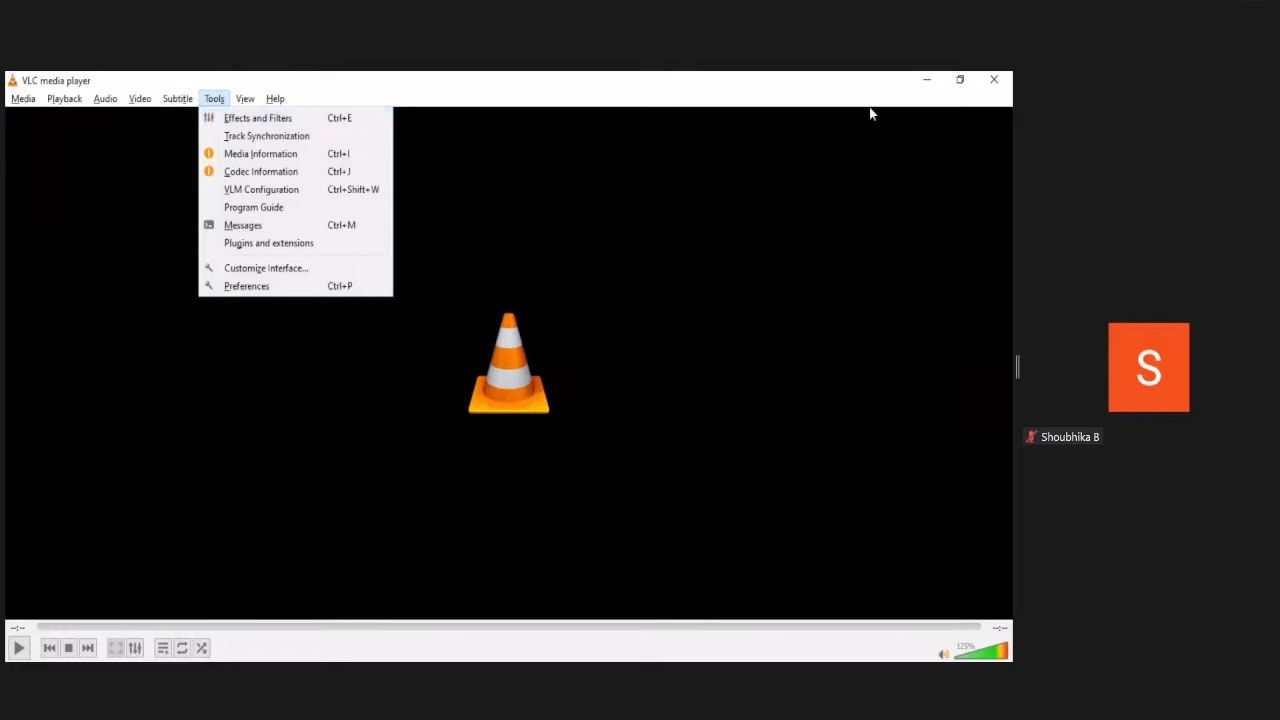 VLC media player
Media Playback Audio Video Subtitle Tools View Help
Effects and Filters Ctrl+E
Track Synchronization
Media Information Ctrl+I
Codec Information Ctrl+J
VLM Configuration Ctrl+Shift+W
Program Guide
Messages Ctrl+M
Plugins and extensions
Customize Interface...
Preferences Ctrl+P
S
Shoubhika B
--:-- --:--
125%